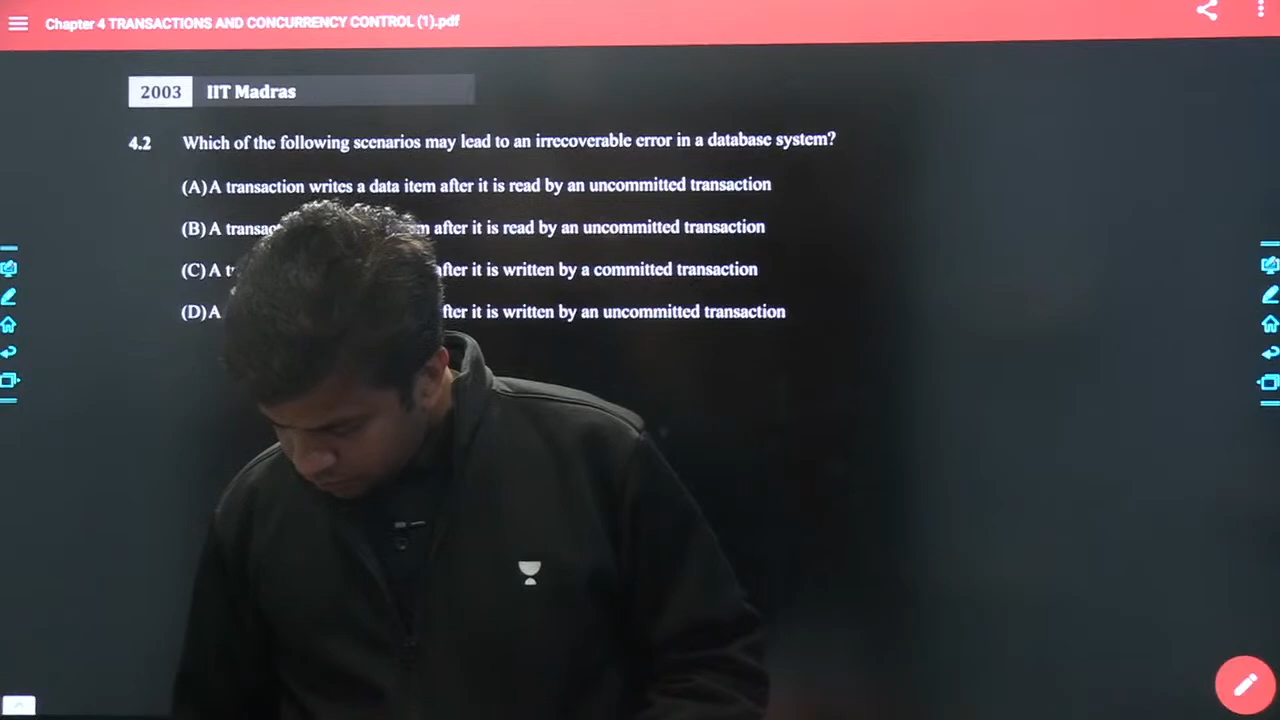 Chapter 4 TRANSACTIONS AND CONCURRENCY CONTROL (1).pdf
2003 IIT Madras
4.2 Which of the following scenarios may lead to an irrecoverable error in a database system?
(A) A transaction writes a data item after it is read by an uncommitted transaction
(B) A after it is read by an uncommitted transaction
(C) A after it is written by a committed transaction
(D) A after it is written by an uncommitted transaction